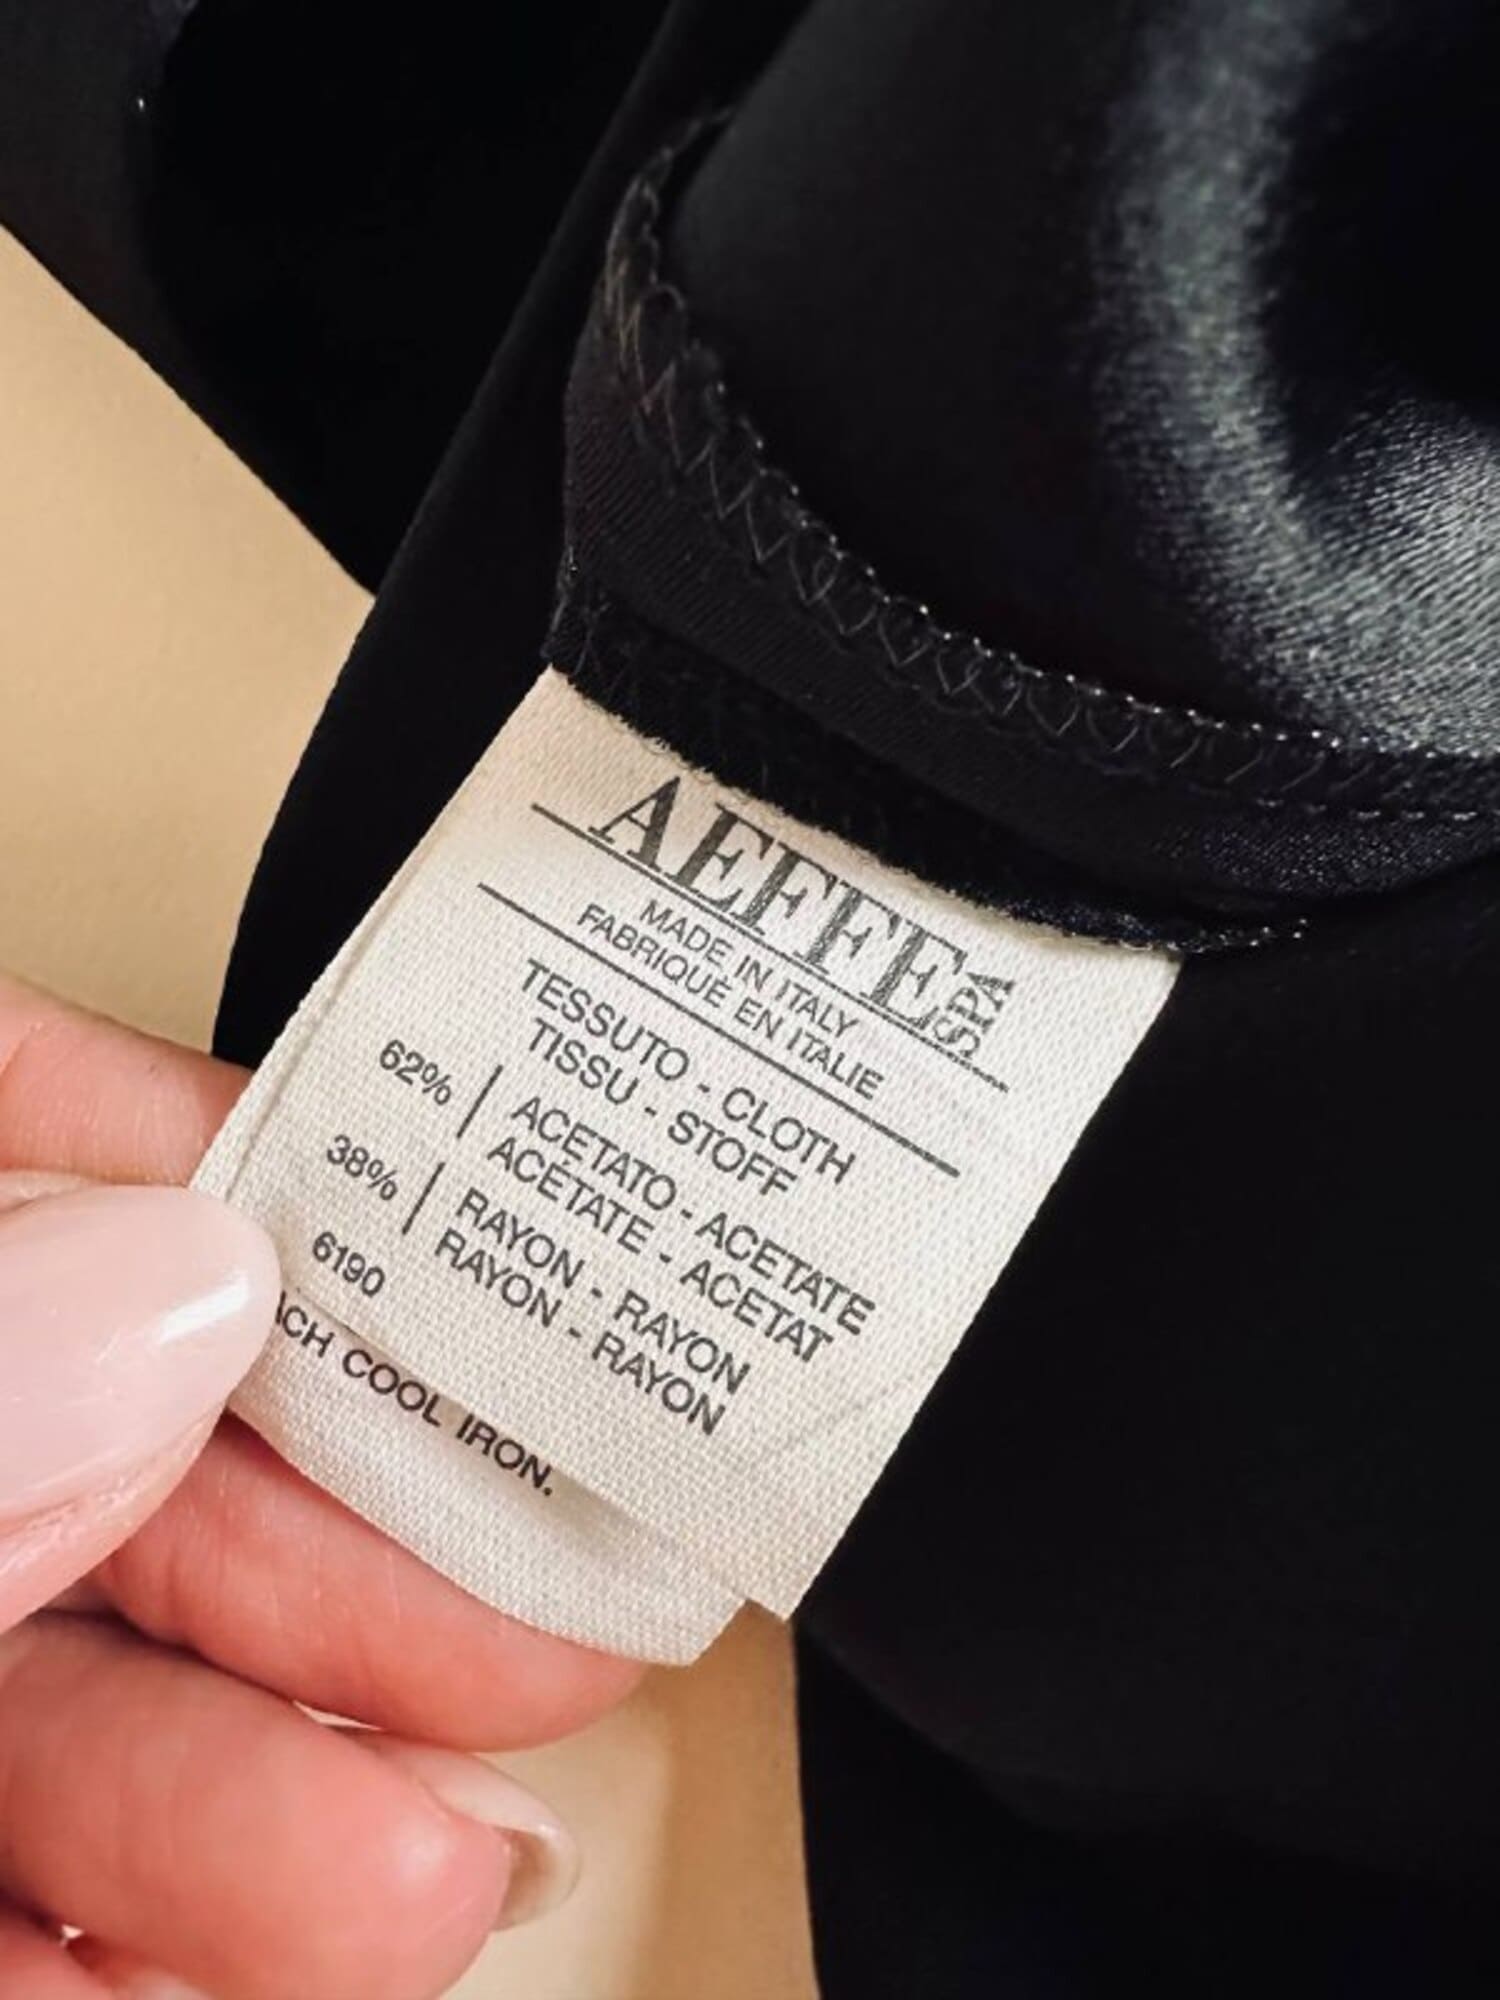 AEFFE SPA
MADE IN ITALY
FABRIQUÉ EN ITALIE
TESSUTO - CLOTH
TISSU - STOFF
62% | ACETATO - ACETATE
ACÉTATE - ACETAT
38% | RAYON - RAYON
RAYON - RAYON
6190
COOL IRON.